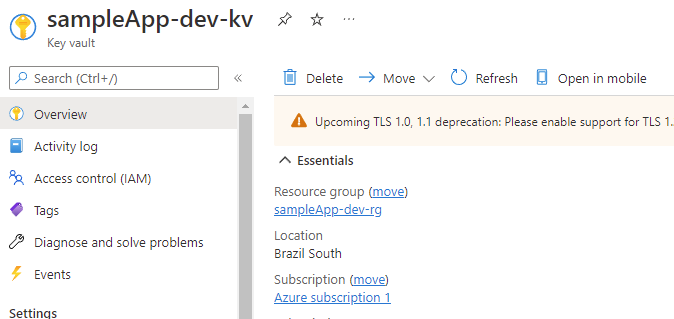 sampleApp-dev-kv
Key vault
Search (Ctrl+/)
«
Overview
Activity log
Access control (IAM)
Tags
Diagnose and solve problems
Events
Settings
Delete
Move
Refresh
Open in mobile
Upcoming TLS 1.0, 1.1 deprecation: Please enable support for TLS 1.
Essentials
Resource group (move)
sampleApp-dev-rg
Location
Brazil South
Subscription (move)
Azure subscription 1